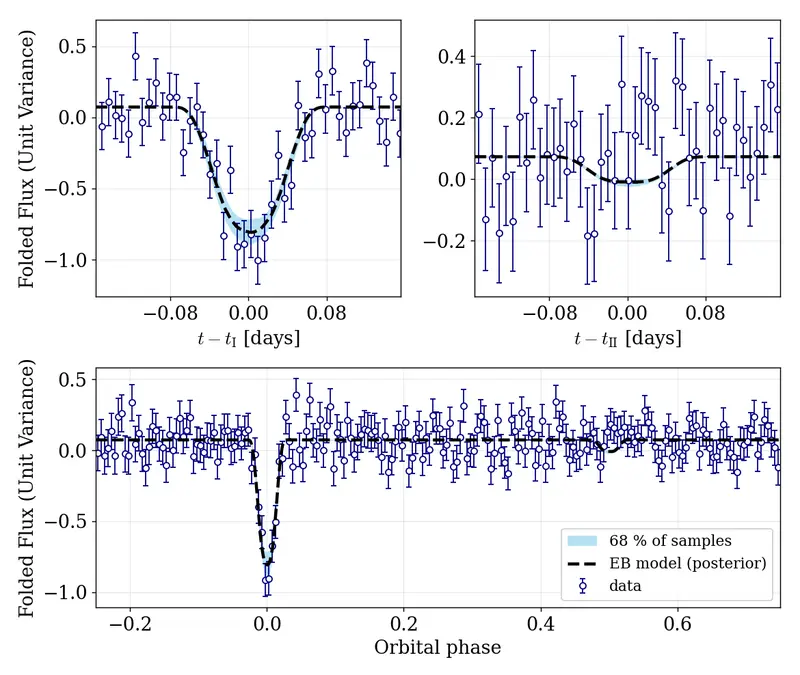 Folded Flux (Unit Variance)
0.5
0.0
−0.5
−1.0
−0.08
0.00
0.08
t − t_I [days]
0.4
0.2
0.0
−0.2
−0.08
0.00
0.08
t − t_II [days]
Folded Flux (Unit Variance)
0.5
0.0
−0.5
−1.0
68 % of samples
EB model (posterior)
data
−0.2
0.0
0.2
0.4
0.6
Orbital phase